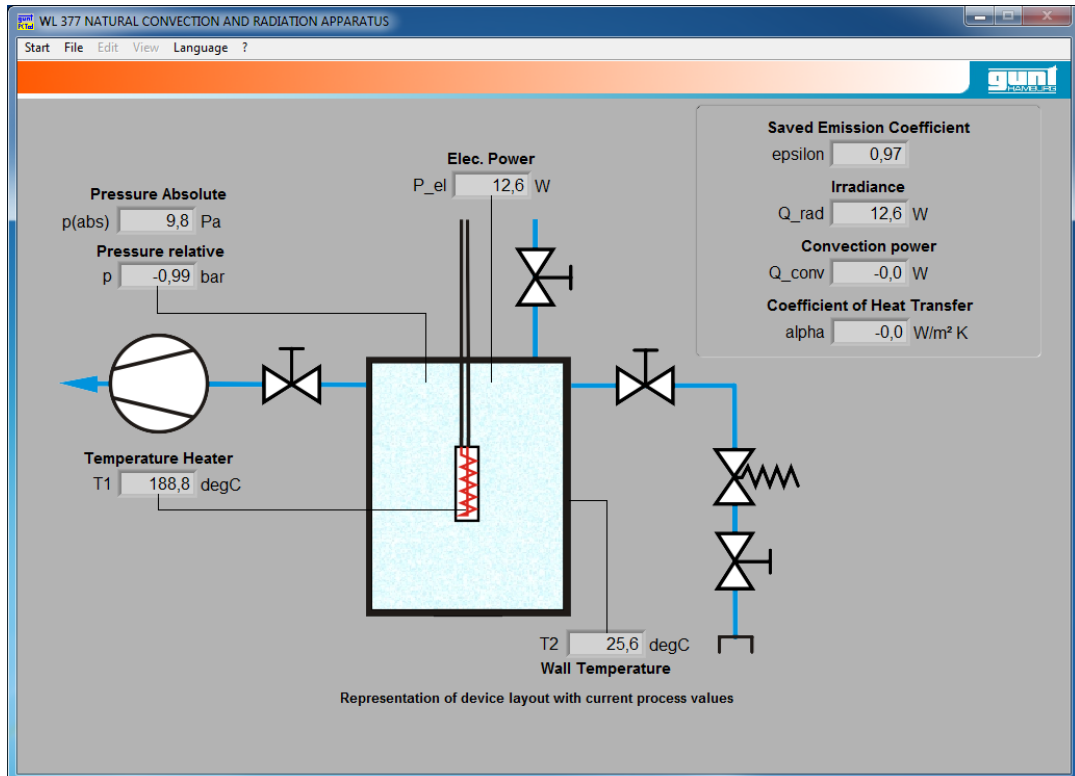 WL 377 NATURAL CONVECTION AND RADIATION APPARATUS
Start File Edit View Language ?
gunt
HAMBURG
Saved Emission Coefficient
epsilon 0,97
Irradiance
Q_rad 12,6 W
Convection power
Q_conv -0,0 W
Coefficient of Heat Transfer
alpha -0,0 W/m² K
Elec. Power
P_el 12,6 W
Pressure Absolute
p(abs) 9,8 Pa
Pressure relative
p -0,99 bar
Temperature Heater
T1 188,8 degC
T2 25,6 degC
Wall Temperature
Representation of device layout with current process values